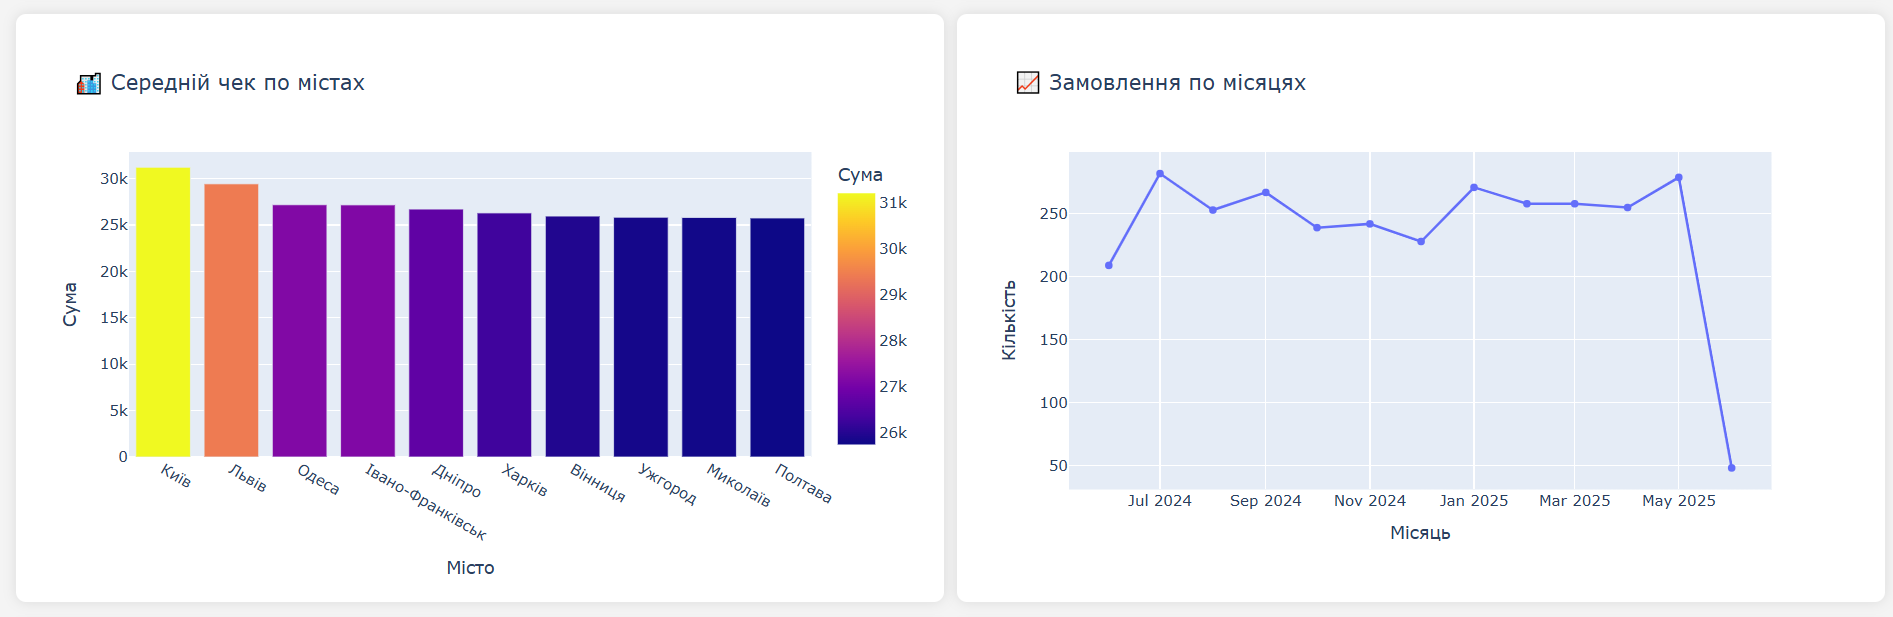 Середній чек по містах
Сума
30k
25k
20k
15k
10k
5k
0
Київ
Львів
Одеса
Івано-Франківськ
Дніпро
Харків
Вінниця
Ужгород
Миколаїв
Полтава
Місто
Сума
31k
30k
29k
28k
27k
26k
Замовлення по місяцях
Кількість
250
200
150
100
50
Jul 2024
Sep 2024
Nov 2024
Jan 2025
Mar 2025
May 2025
Місяць